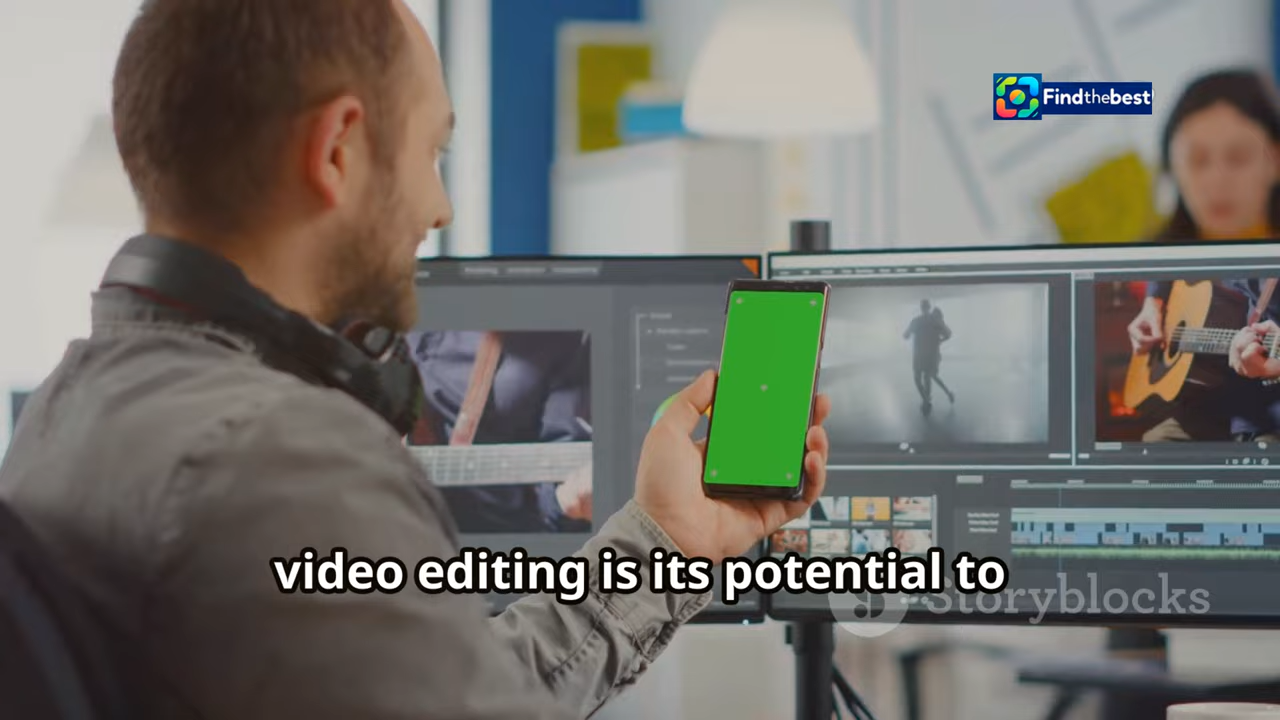 Findthebest
video editing is its potential to
Storyblocks